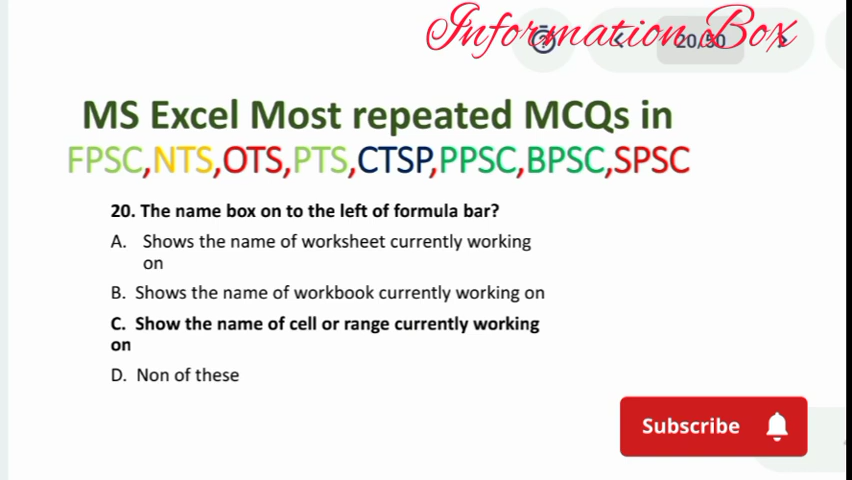 Information Box
20/50
MS Excel Most repeated MCQs in
FPSC,NTS,OTS,PTS,CTSP,PPSC,BPSC,SPSC
20. The name box on to the left of formula bar?
A. Shows the name of worksheet currently working
on
B. Shows the name of workbook currently working on
C. Show the name of cell or range currently working
on
D. Non of these
Subscribe